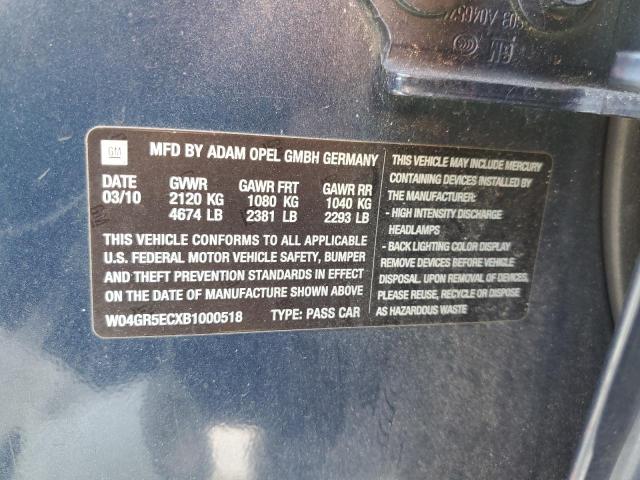 GM
MFD BY ADAM OPEL GMBH GERMANY
DATE GVWR GAWR FRT GAWR RR
03/10 2120 KG 1080 KG 1040 KG
4674 LB 2381 LB 2293 LB
THIS VEHICLE CONFORMS TO ALL APPLICABLE
U.S. FEDERAL MOTOR VEHICLE SAFETY, BUMPER
AND THEFT PREVENTION STANDARDS IN EFFECT
ON THE DATE OF MANUFACTURE SHOWN ABOVE
W04GR5ECXB1000518 TYPE: PASS CAR
THIS VEHICLE MAY INCLUDE MERCURY
CONTAINING DEVICES INSTALLED BY
THE MANUFACTURER:
- HIGH INTENSITY DISCHARGE
HEADLAMPS
- BACK LIGHTING COLOR DISPLAY
REMOVE DEVICES BEFORE VEHICLE
DISPOSAL. UPON REMOVAL OF DEVICES,
PLEASE REUSE, RECYCLE OR DISPOSE
AS HAZARDOUS WASTE